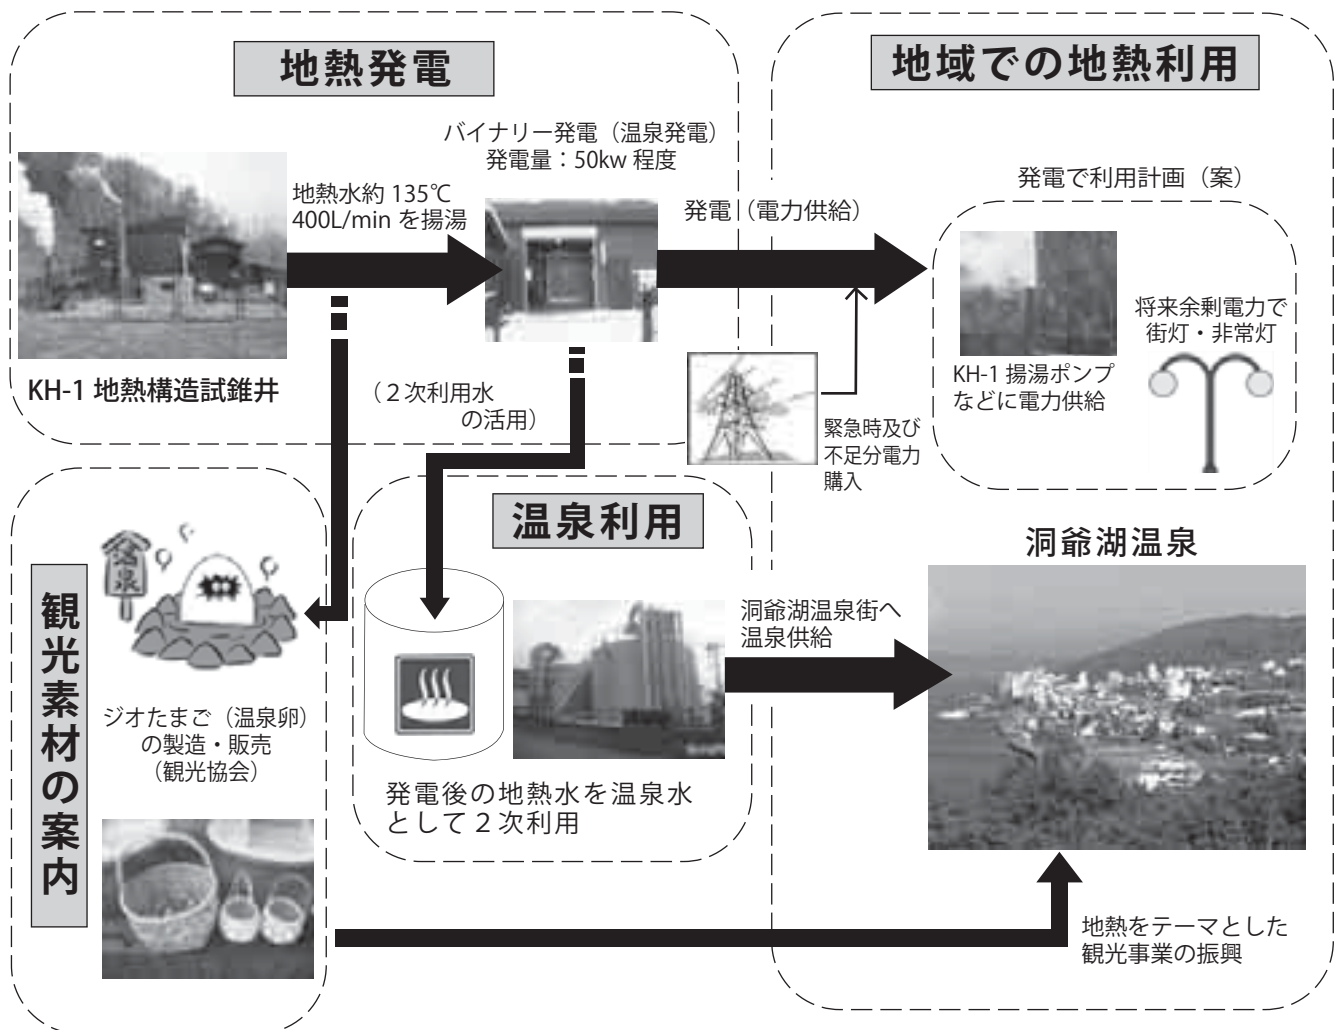 地熱発電
バイナリー発電（温泉発電）
発電量：50kw 程度
地熱水約 135℃
400L/min を揚湯
KH-1 地熱構造試錐井
（２次利用水
の活用）
地域での地熱利用
発電（電力供給）
発電で利用計画（案）
将来余剰電力で
街灯・非常灯
KH-1 揚湯ポンプ
などに電力供給
緊急時及び
不足分電力
購入
観光素材の案内
温泉
ジオたまご（温泉卵）
の製造・販売
（観光協会）
温泉利用
発電後の地熱水を温泉水
として２次利用
洞爺湖温泉街へ
温泉供給
洞爺湖温泉
地熱をテーマとした
観光事業の振興